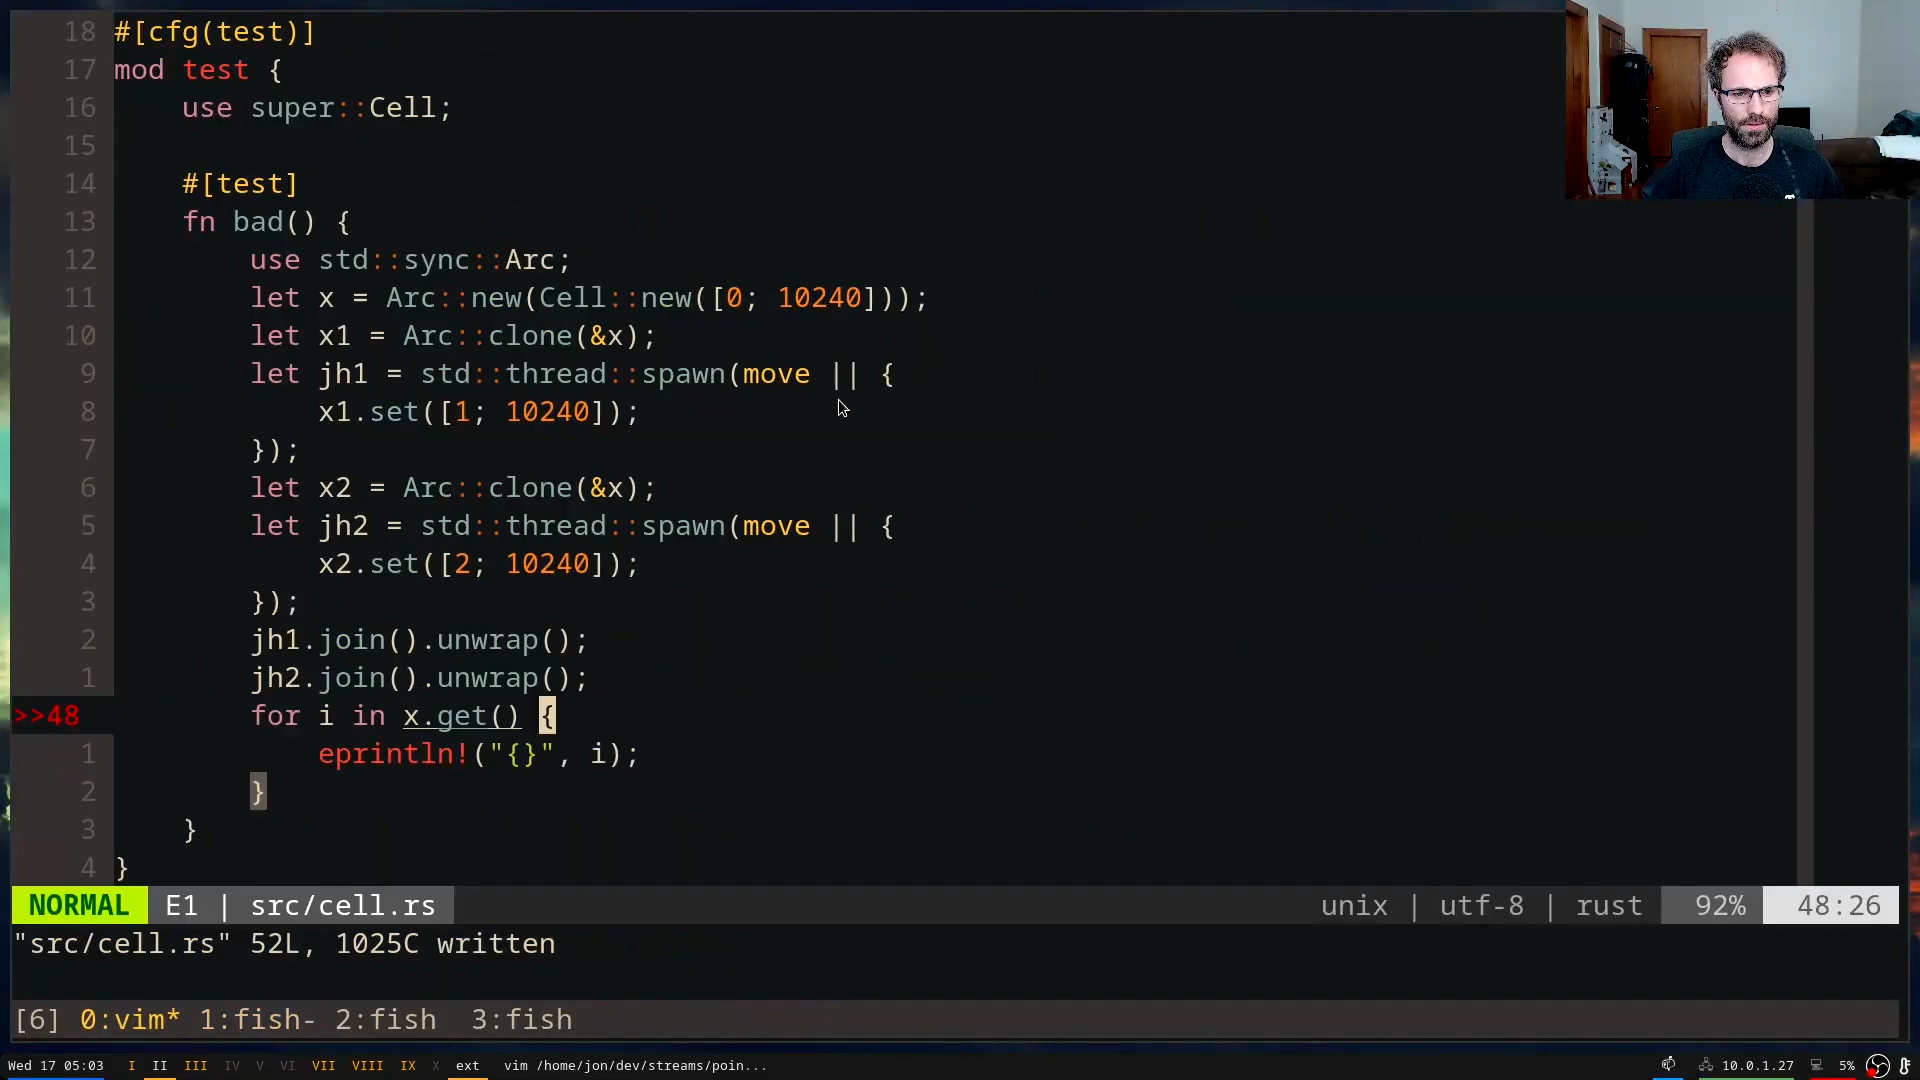 18 #[cfg(test)]
17 mod test {
16     use super::Cell;
15
14     #[test]
13     fn bad() {
12         use std::sync::Arc;
11         let x = Arc::new(Cell::new([0; 10240]));
10         let x1 = Arc::clone(&x);
9         let jh1 = std::thread::spawn(move || {
8             x1.set([1; 10240]);
7         });
6         let x2 = Arc::clone(&x);
5         let jh2 = std::thread::spawn(move || {
4             x2.set([2; 10240]);
3         });
2         jh1.join().unwrap();
1         jh2.join().unwrap();
>>48         for i in x.get() {
1             eprintln!("{}", i);
2         }
3     }
4 }
NORMAL E1 | src/cell.rs unix | utf-8 | rust 92% 48:26
"src/cell.rs" 52L, 1025C written
[6] 0:vim* 1:fish- 2:fish 3:fish
Wed 17 05:03 I II III IV V VI VII VIII IX X ext vim /home/jon/dev/streams/poin... 10.0.1.27 5%